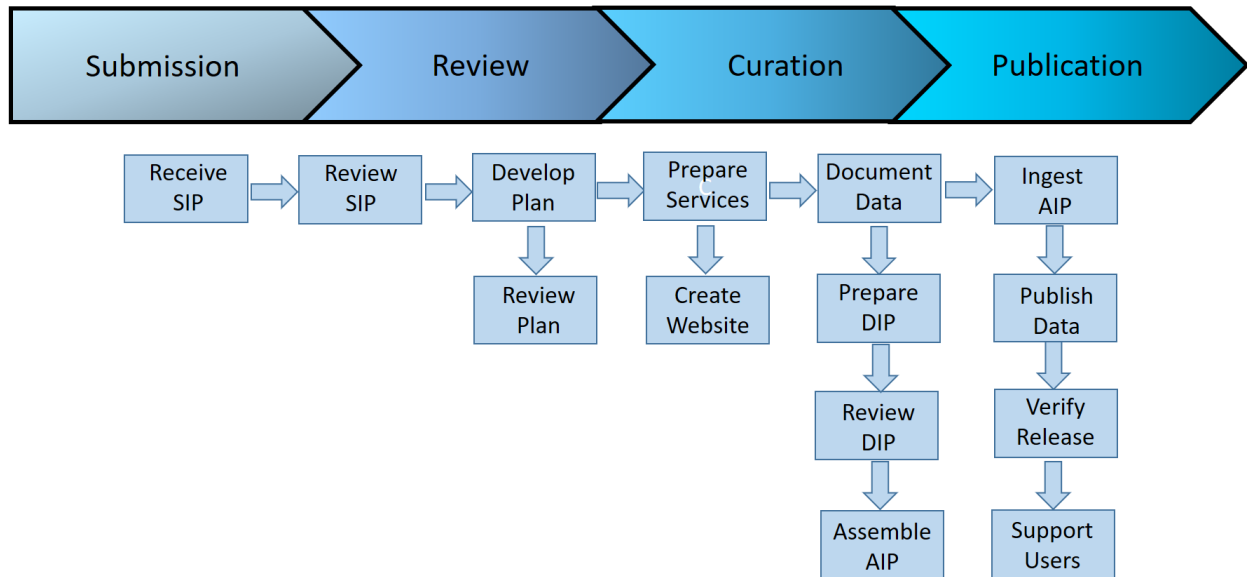 Submission
Review
Curation
Publication
Receive
SIP
Review
SIP
Develop
Plan
Prepare
Services
Document
Data
Ingest
AIP
Review
Plan
Create
Website
Prepare
DIP
Publish
Data
Review
DIP
Verify
Release
Assemble
AIP
Support
Users